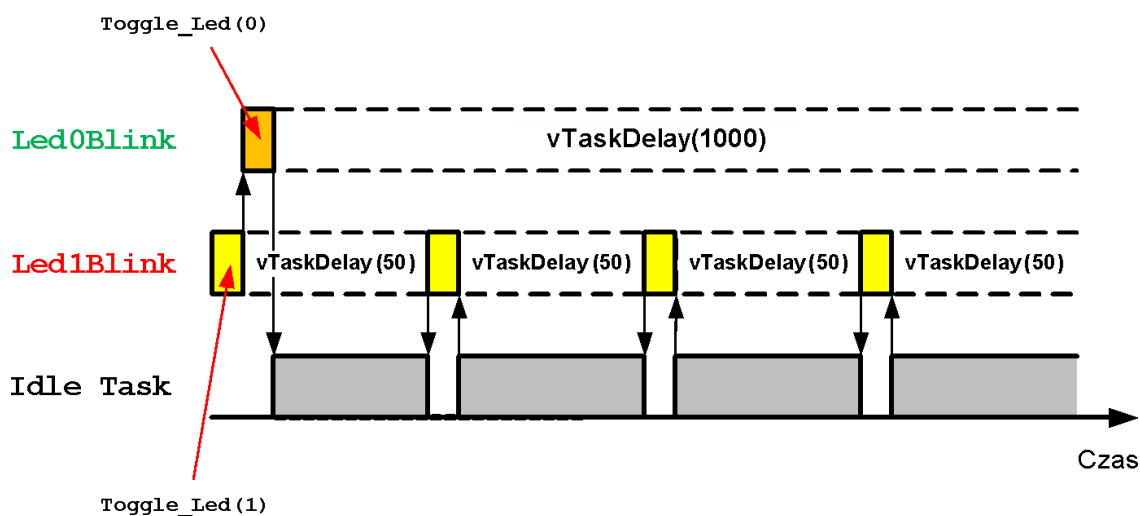 Toggle_Led(0)
Led0Blink
vTaskDelay(1000)
Led1Blink
vTaskDelay(50)
vTaskDelay(50)
vTaskDelay(50)
vTaskDelay(50)
Idle Task
Czas
Toggle_Led(1)